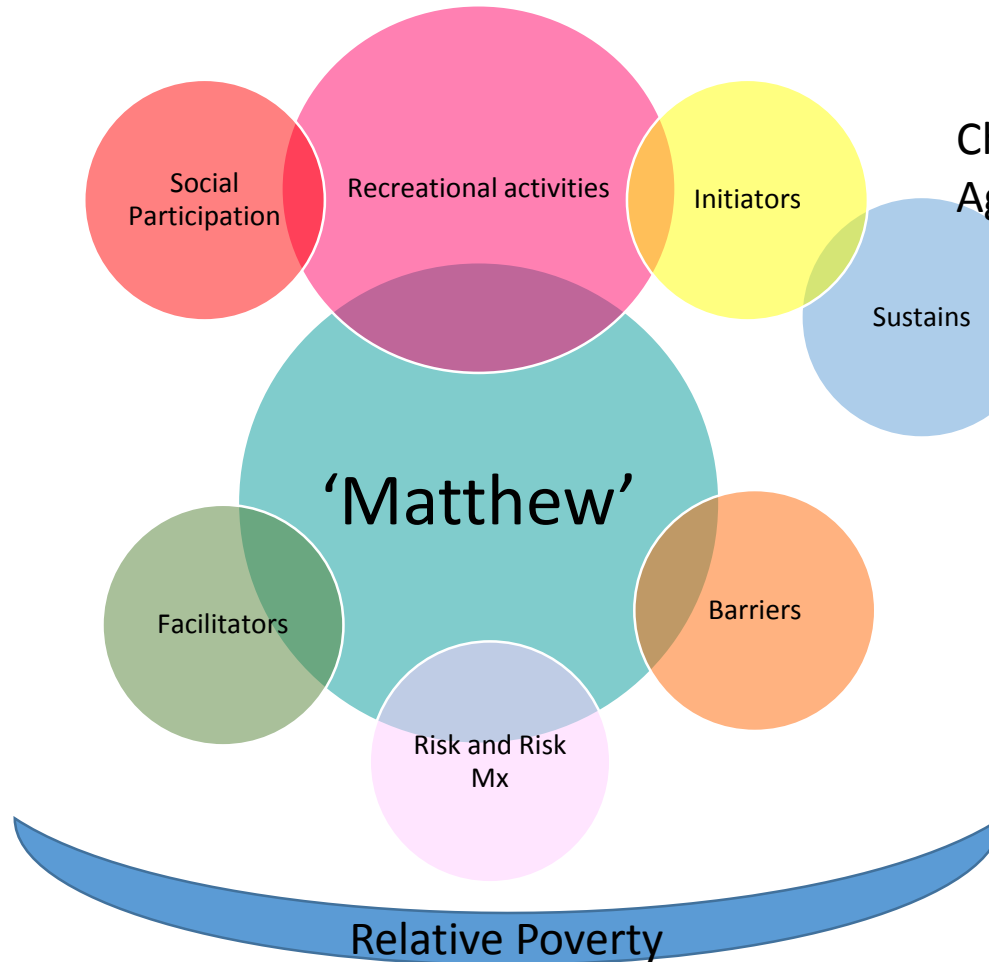 Social
Participation
Recreational activities
Initiators
Sustains
‘Matthew’
Facilitators
Barriers
Risk and Risk
Mx
Relative Poverty